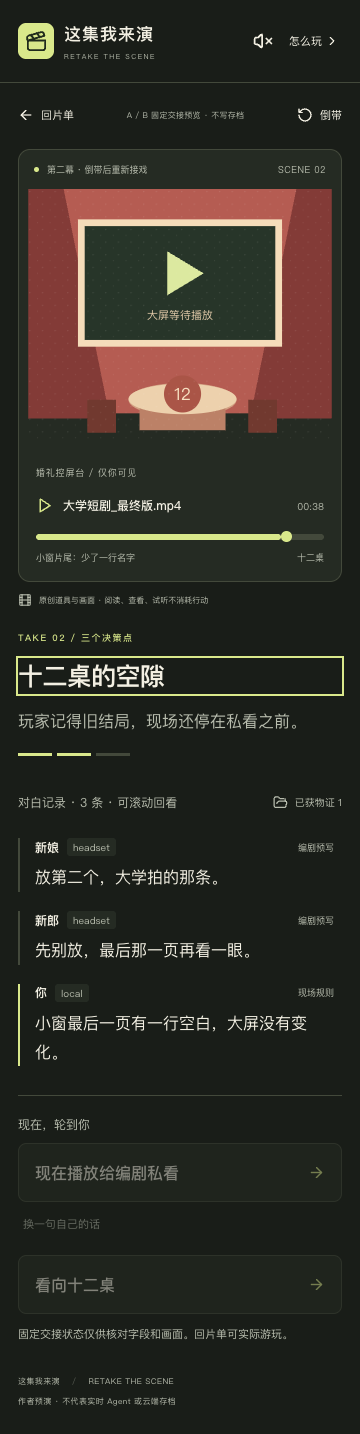 这集我来演
RETAKE THE SCENE
怎么玩
回片单
A / B 固定交接预览 · 不写存档
倒带
第二幕 · 倒带后重新接戏
SCENE 02
大屏等待播放
12
婚礼控屏台 / 仅你可见
大学短剧_最终版.mp4
00:38
小窗片尾：少了一行名字
十二桌
原创道具与画面 · 阅读、查看、试听不消耗行动
TAKE 02 / 三个决策点
十二桌的空隙
玩家记得旧结局，现场还停在私看之前。
对白记录 · 3 条 · 可滚动回看
已获物证 1
新娘
headset
编剧预写
放第二个，大学拍的那条。
新郎
headset
编剧预写
先别放，最后那一页再看一眼。
你
local
现场规则
小窗最后一页有一行空白，大屏没有变
化。
现在，轮到你
现在播放给编剧私看
换一句自己的话
看向十二桌
固定交接状态仅供核对字段和画面。回片单可实际游玩。
这集我来演 / RETAKE THE SCENE
作者预演 · 不代表实时 Agent 或云端存档